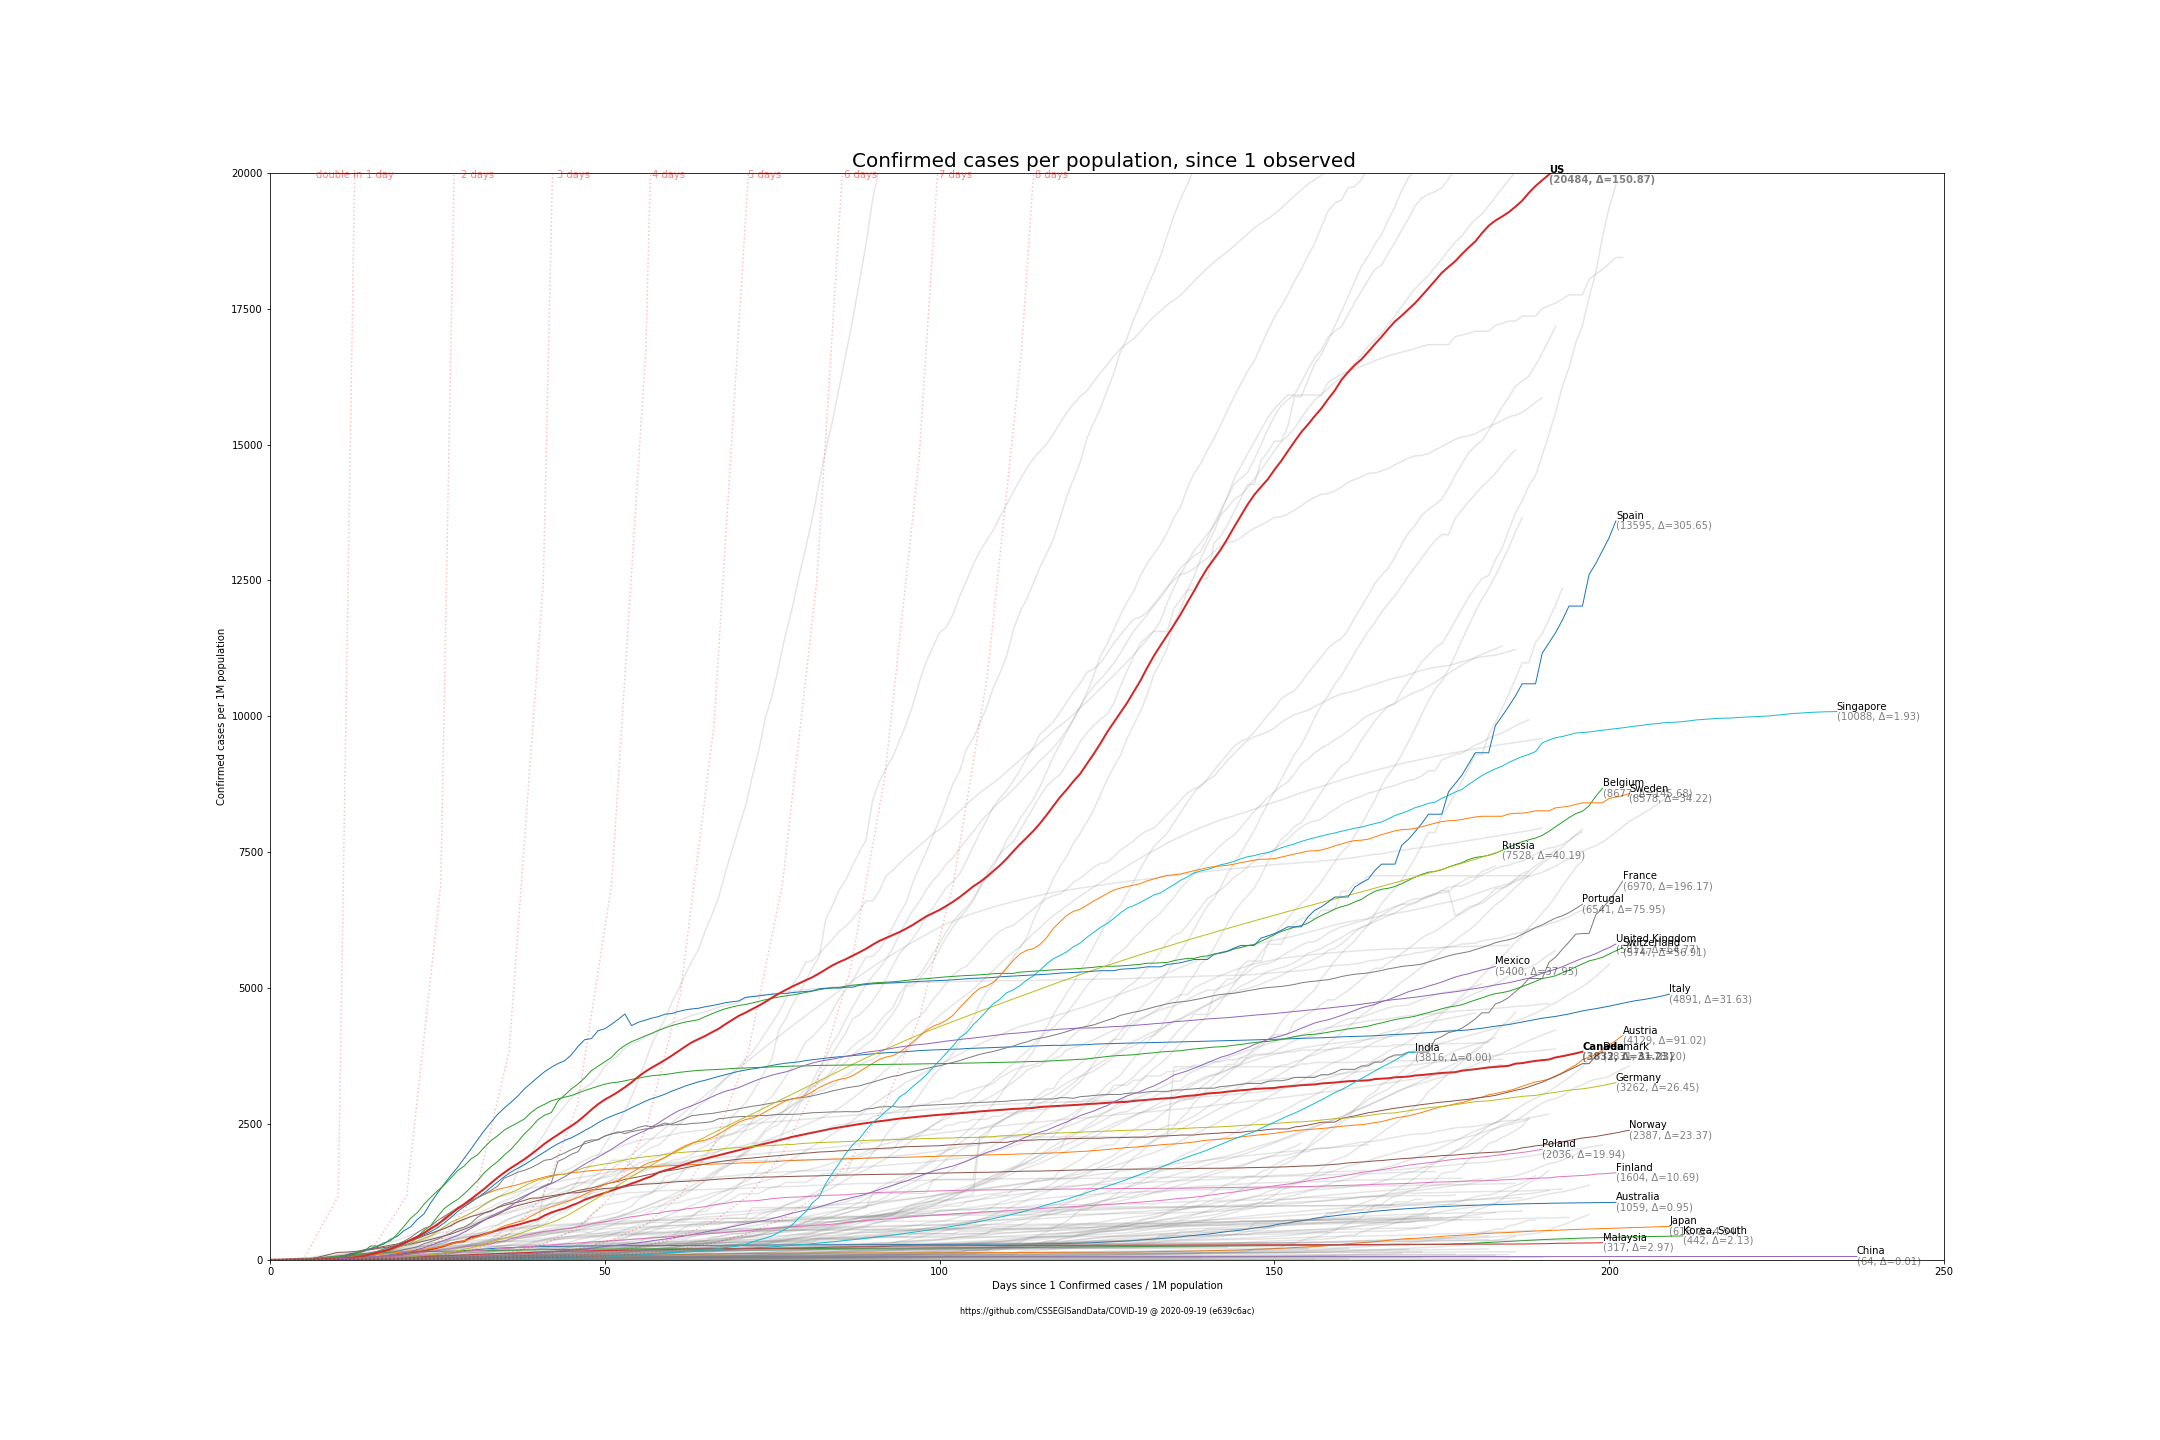 Confirmed cases per population, since 1 observed
double in 1 day
2 days
3 days
4 days
5 days
6 days
7 days
8 days
US
(20484, Δ=150.87)
20000
17500
15000
12500
10000
7500
5000
2500
0
Confirmed cases per 1M population
Spain
(13595, Δ=305.65)
Singapore
(10088, Δ=1.93)
Belgium
Sweden
(8578, Δ=34.22)
Russia
(7528, Δ=40.19)
France
(6970, Δ=196.17)
Portugal
(6541, Δ=75.95)
United Kingdom
Switzerland
(5747, Δ=56.91)
Mexico
(5400, Δ=37.95)
Italy
(4891, Δ=31.63)
Austria
(4129, Δ=91.02)
India
(3816, Δ=0.00)
Canada
Denmark
Germany
(3262, Δ=26.45)
Norway
(2387, Δ=23.37)
Poland
(2036, Δ=19.94)
Finland
(1604, Δ=10.69)
Australia
(1059, Δ=0.95)
Japan
Korea, South
(442, Δ=2.13)
Malaysia
(317, Δ=2.97)
China
(64, Δ=0.01)
0
50
100
150
200
250
Days since 1 Confirmed cases / 1M population
https://github.com/CSSEGISandData/COVID-19 @ 2020-09-19 (e639c6ac)